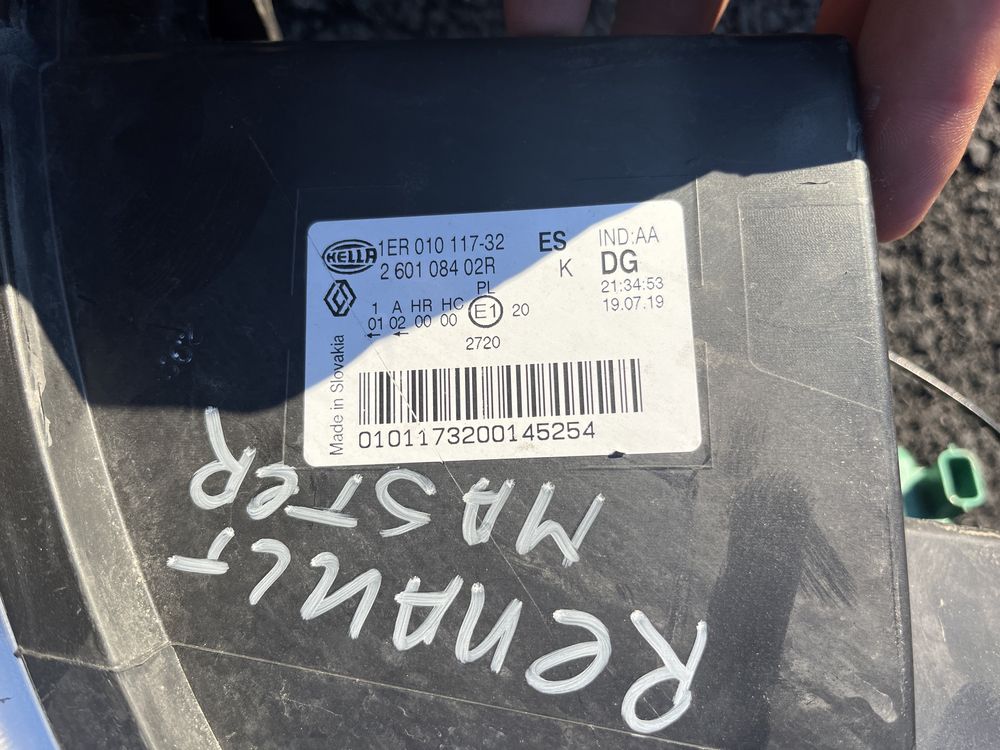 HELLA 1ER 010 117-32 ES IND:AA
2 601 084 02R K DG
PL 21:34:53
1 A HR HC E1 20 19.07.19
01 02 00 00
← ←
2720
Made in Slovakia
0101173200145254
RENAULT
MASTER